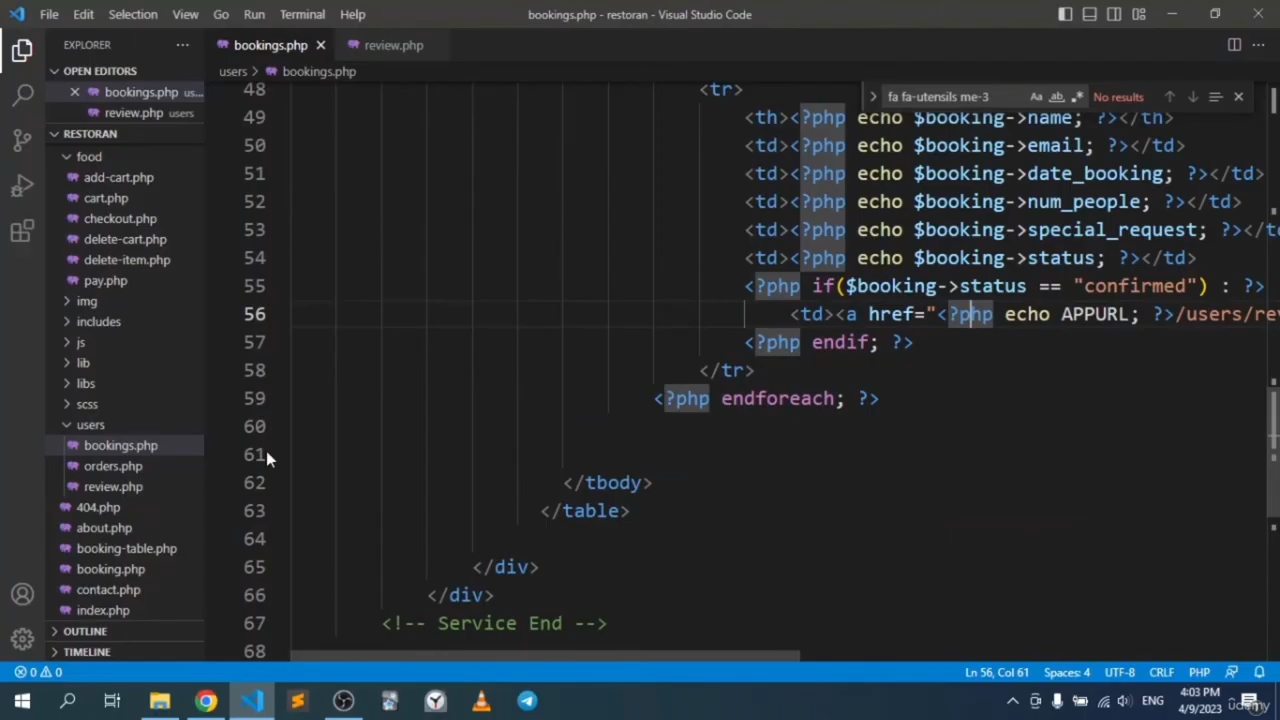 File Edit Selection View Go Run Terminal Help bookings.php - restoran - Visual Studio Code
EXPLORER
OPEN EDITORS
bookings.php us...
review.php users
RESTORAN
food
add-cart.php
cart.php
checkout.php
delete-cart.php
delete-item.php
pay.php
img
includes
js
lib
libs
scss
users
bookings.php
orders.php
review.php
404.php
about.php
booking-table.php
booking.php
contact.php
index.php
OUTLINE
TIMELINE
bookings.php review.php
users > bookings.php
fa fa-utensils me-3 Aa ab No results
48 <tr>
49 <th><?php echo $booking->name; ?></th>
50 <td><?php echo $booking->email; ?></td>
51 <td><?php echo $booking->date_booking; ?></td>
52 <td><?php echo $booking->num_people; ?></td>
53 <td><?php echo $booking->special_request; ?></t
54 <td><?php echo $booking->status; ?></td>
55 <?php if($booking->status == "confirmed") : ?>
56 <td><a href="<?php echo APPURL; ?>/users/rev
57 <?php endif; ?>
58 </tr>
59 <?php endforeach; ?>
60
61
62 </tbody>
63 </table>
64
65 </div>
66 </div>
67 <!-- Service End -->
68
0 0 Ln 56, Col 61 Spaces: 4 UTF-8 CRLF PHP
ENG 4:03 PM
4/9/2023
udemy